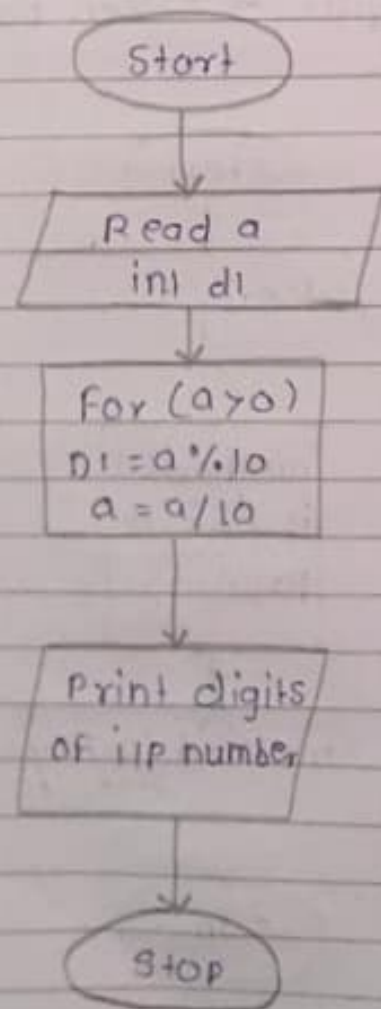 Start
Read a
int d1
For (a>0)
D1 = a % 10
a = a/10
Print digits
of i/p number
Stop